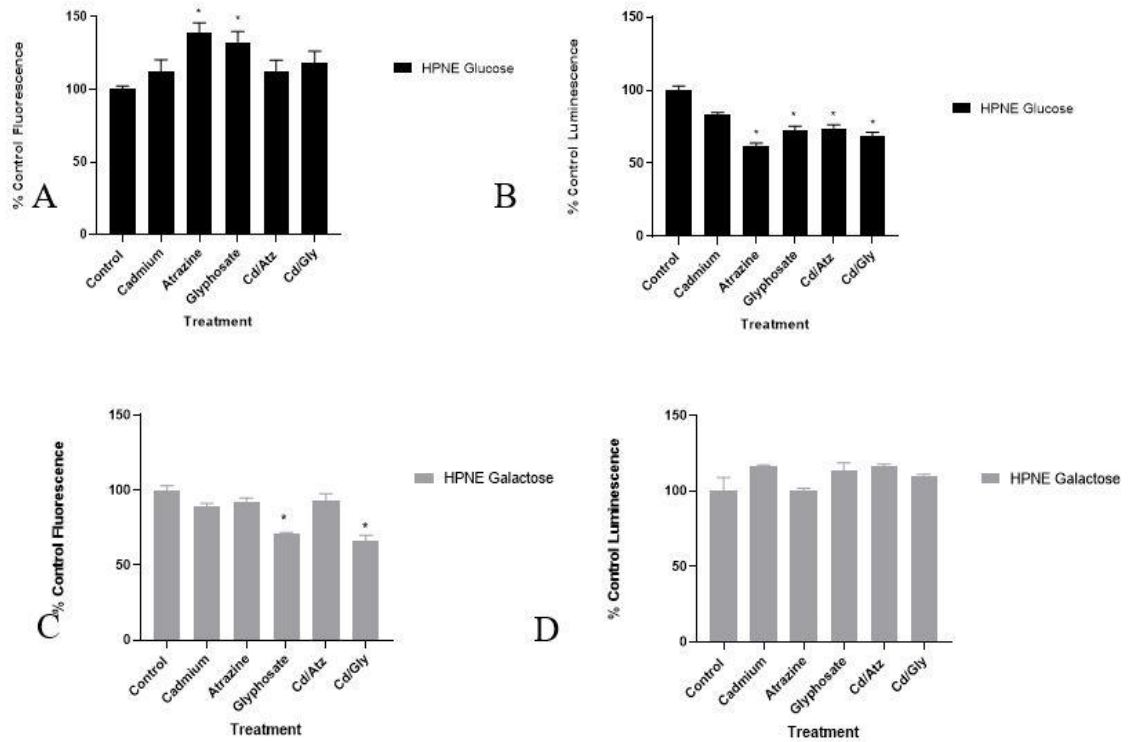 150
100
50
0
% Control Fluorescence
* *
HPNE Glucose
A
Control
Cadmium
Atrazine
Glyphosate
Cd/Atz
Cd/Gly
Treatment
150
100
50
0
% Control Luminescence
* * * *
HPNE Glucose
B
Control
Cadmium
Atrazine
Glyphosate
Cd/Atz
Cd/Gly
Treatment
150
100
50
0
% Control Fluorescence
* *
HPNE Galactose
C
Control
Cadmium
Atrazine
Glyphosate
Cd/Atz
Cd/Gly
Treatment
150
100
50
0
% Control Luminescence
HPNE Galactose
D
Control
Cadmium
Atrazine
Glyphosate
Cd/Atz
Cd/Gly
Treatment